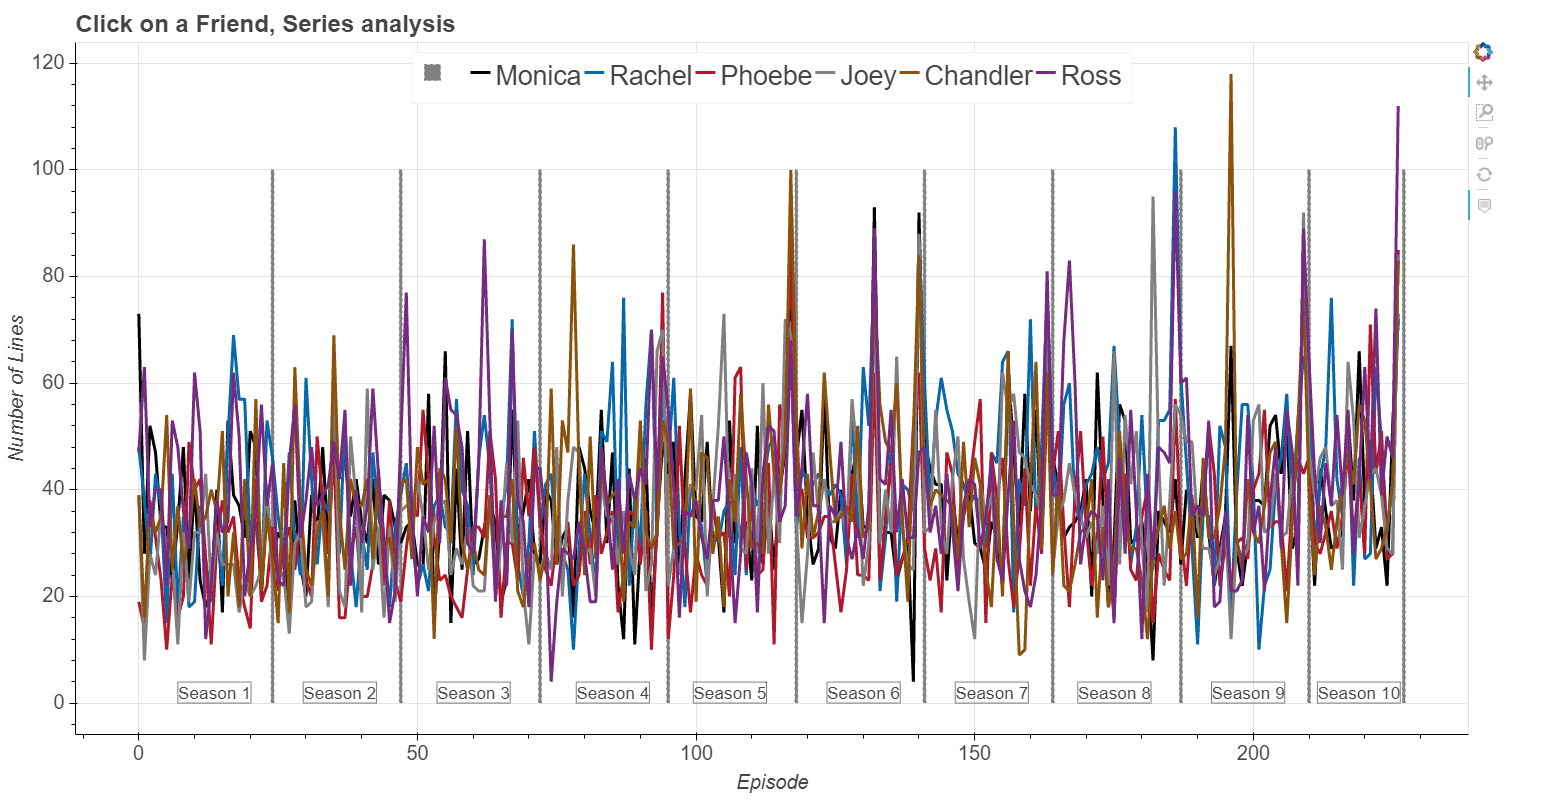 Click on a Friend, Series analysis
Monica Rachel Phoebe Joey Chandler Ross
120
100
80
60
40
20
0
Number of Lines
Season 1 Season 2 Season 3 Season 4 Season 5 Season 6 Season 7 Season 8 Season 9 Season 10
0 50 100 150 200
Episode